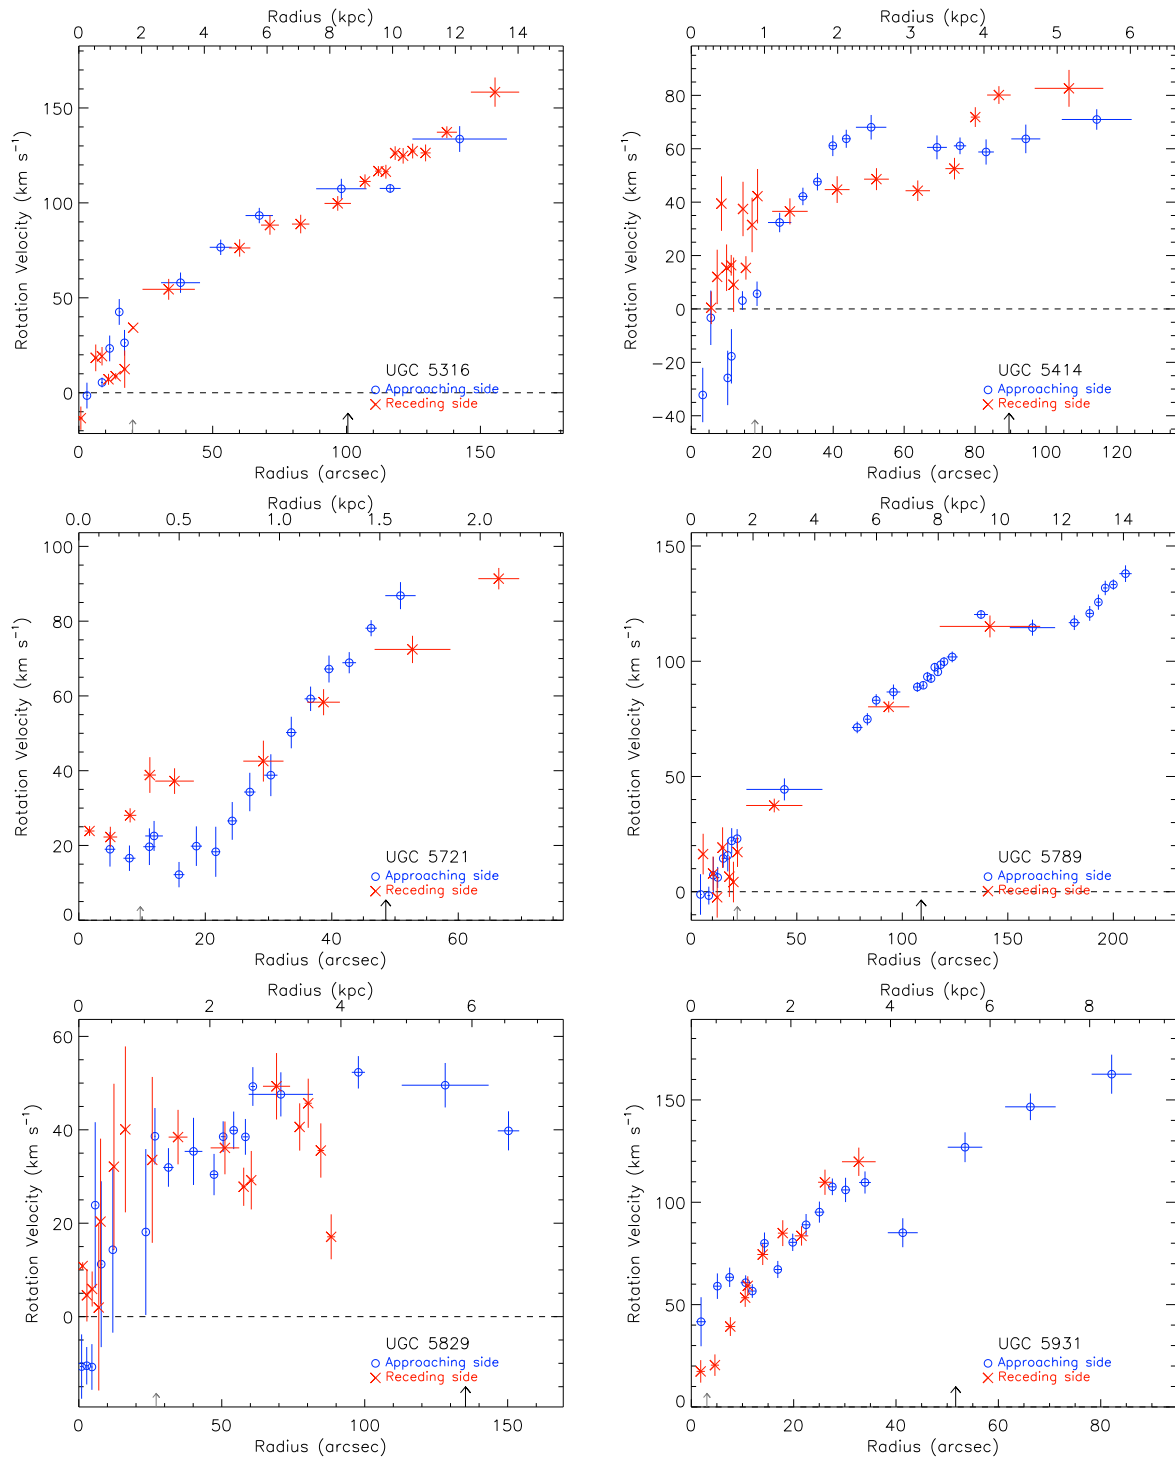 Radius (kpc)
0 2 4 6 8 10 12 14
Rotation Velocity (km s⁻¹)
150
100
50
0
UGC 5316
Approaching side
Receding side
0 50 100 150
Radius (arcsec)
Radius (kpc)
0 1 2 3 4 5 6
Rotation Velocity (km s⁻¹)
80
60
40
20
0
−20
−40
UGC 5414
Approaching side
Receding side
0 20 40 60 80 100 120
Radius (arcsec)
Radius (kpc)
0.0 0.5 1.0 1.5 2.0
Rotation Velocity (km s⁻¹)
100
80
60
40
20
0
UGC 5721
Approaching side
Receding side
0 20 40 60
Radius (arcsec)
Radius (kpc)
0 2 4 6 8 10 12 14
Rotation Velocity (km s⁻¹)
150
100
50
0
UGC 5789
Approaching side
Receding side
0 50 100 150 200
Radius (arcsec)
Radius (kpc)
0 2 4 6
Rotation Velocity (km s⁻¹)
60
40
20
0
UGC 5829
Approaching side
Receding side
0 50 100 150
Radius (arcsec)
Radius (kpc)
0 2 4 6 8
Rotation Velocity (km s⁻¹)
150
100
50
0
UGC 5931
Approaching side
Receding side
0 20 40 60 80
Radius (arcsec)